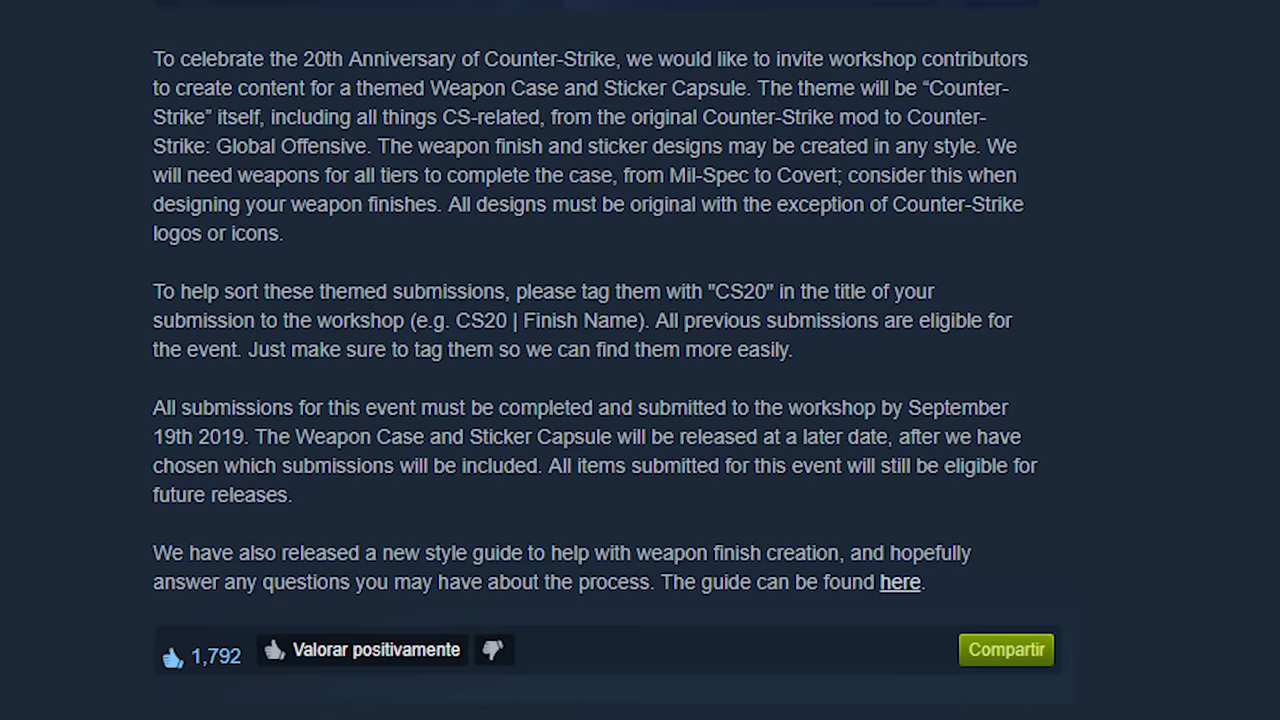 To celebrate the 20th Anniversary of Counter-Strike, we would like to invite workshop contributors
to create content for a themed Weapon Case and Sticker Capsule. The theme will be “Counter-
Strike” itself, including all things CS-related, from the original Counter-Strike mod to Counter-
Strike: Global Offensive. The weapon finish and sticker designs may be created in any style. We
will need weapons for all tiers to complete the case, from Mil-Spec to Covert; consider this when
designing your weapon finishes. All designs must be original with the exception of Counter-Strike
logos or icons.
To help sort these themed submissions, please tag them with "CS20" in the title of your
submission to the workshop (e.g. CS20 | Finish Name). All previous submissions are eligible for
the event. Just make sure to tag them so we can find them more easily.
All submissions for this event must be completed and submitted to the workshop by September
19th 2019. The Weapon Case and Sticker Capsule will be released at a later date, after we have
chosen which submissions will be included. All items submitted for this event will still be eligible for
future releases.
We have also released a new style guide to help with weapon finish creation, and hopefully
answer any questions you may have about the process. The guide can be found here.
1,792 Valorar positivamente Compartir